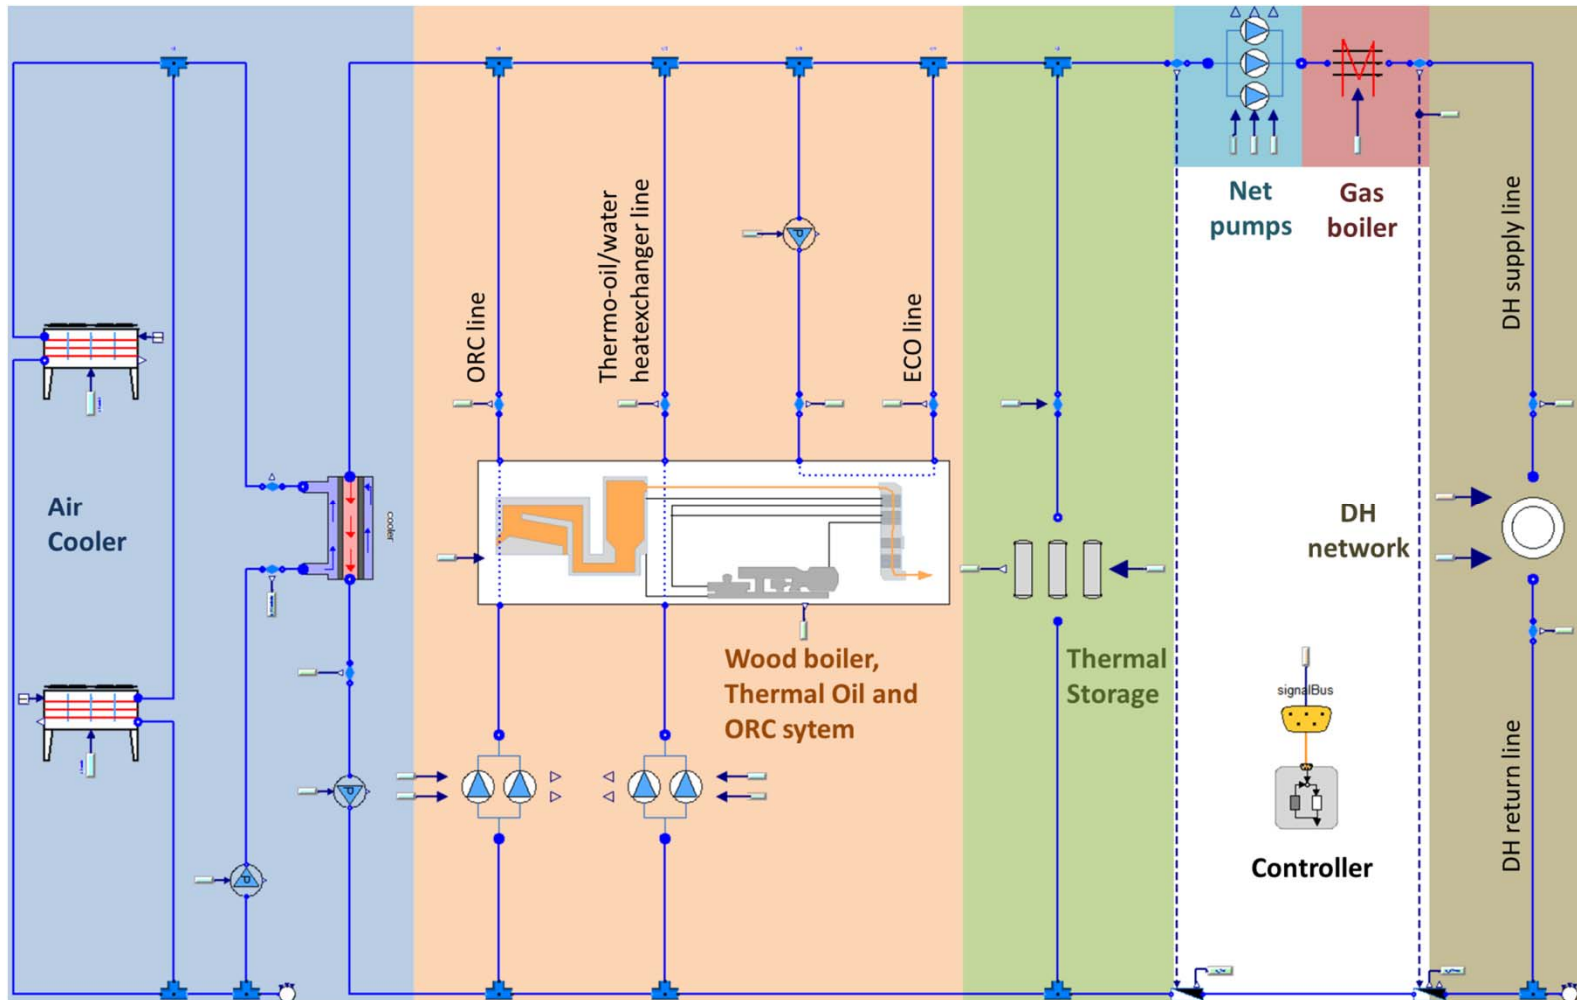 Air
Cooler
cooler
ORC line
Thermo-oil/water
heatexchanger line
ECO line
Wood boiler,
Thermal Oil and
ORC sytem
Thermal
Storage
Net
pumps
Gas
boiler
DH supply line
DH
network
signalBus
Controller
DH return line
P
P
P